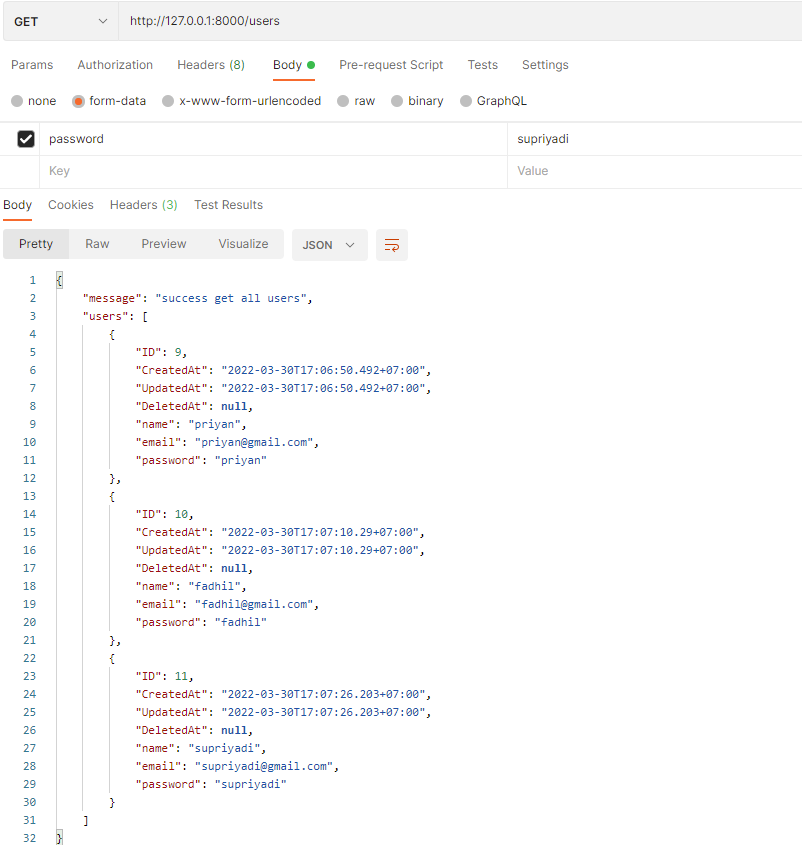 GET http://127.0.0.1:8000/users
Params Authorization Headers (8) Body Pre-request Script Tests Settings
none form-data x-www-form-urlencoded raw binary GraphQL
password supriyadi
Key Value
Body Cookies Headers (3) Test Results
Pretty Raw Preview Visualize JSON
1 {
2 "message": "success get all users",
3 "users": [
4 {
5 "ID": 9,
6 "CreatedAt": "2022-03-30T17:06:50.492+07:00",
7 "UpdatedAt": "2022-03-30T17:06:50.492+07:00",
8 "DeletedAt": null,
9 "name": "priyan",
10 "email": "priyan@gmail.com",
11 "password": "priyan"
12 },
13 {
14 "ID": 10,
15 "CreatedAt": "2022-03-30T17:07:10.29+07:00",
16 "UpdatedAt": "2022-03-30T17:07:10.29+07:00",
17 "DeletedAt": null,
18 "name": "fadhil",
19 "email": "fadhil@gmail.com",
20 "password": "fadhil"
21 },
22 {
23 "ID": 11,
24 "CreatedAt": "2022-03-30T17:07:26.203+07:00",
25 "UpdatedAt": "2022-03-30T17:07:26.203+07:00",
26 "DeletedAt": null,
27 "name": "supriyadi",
28 "email": "supriyadi@gmail.com",
29 "password": "supriyadi"
30 }
31 ]
32 }